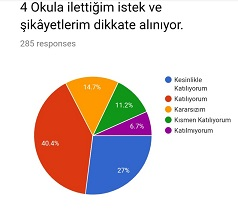 4 Okula ilettiğim istek ve
şikâyetlerim dikkate alınıyor.
285 responses
Kesinlikle
Katılıyorum
Katılıyorum
Kararsızım
Kısmen Katılıyorum
Katılmıyorum
14.7%
11.2%
6.7%
40.4%
27%